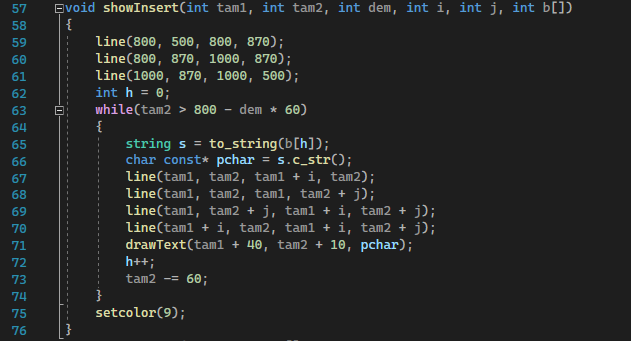 57 void showInsert(int tam1, int tam2, int dem, int i, int j, int b[])
58 {
59 line(800, 500, 800, 870);
60 line(800, 870, 1000, 870);
61 line(1000, 870, 1000, 500);
62 int h = 0;
63 while(tam2 > 800 - dem * 60)
64 {
65 string s = to_string(b[h]);
66 char const* pchar = s.c_str();
67 line(tam1, tam2, tam1 + i, tam2);
68 line(tam1, tam2, tam1, tam2 + j);
69 line(tam1, tam2 + j, tam1 + i, tam2 + j);
70 line(tam1 + i, tam2, tam1 + i, tam2 + j);
71 drawText(tam1 + 40, tam2 + 10, pchar);
72 h++;
73 tam2 -= 60;
74 }
75 setcolor(9);
76 }